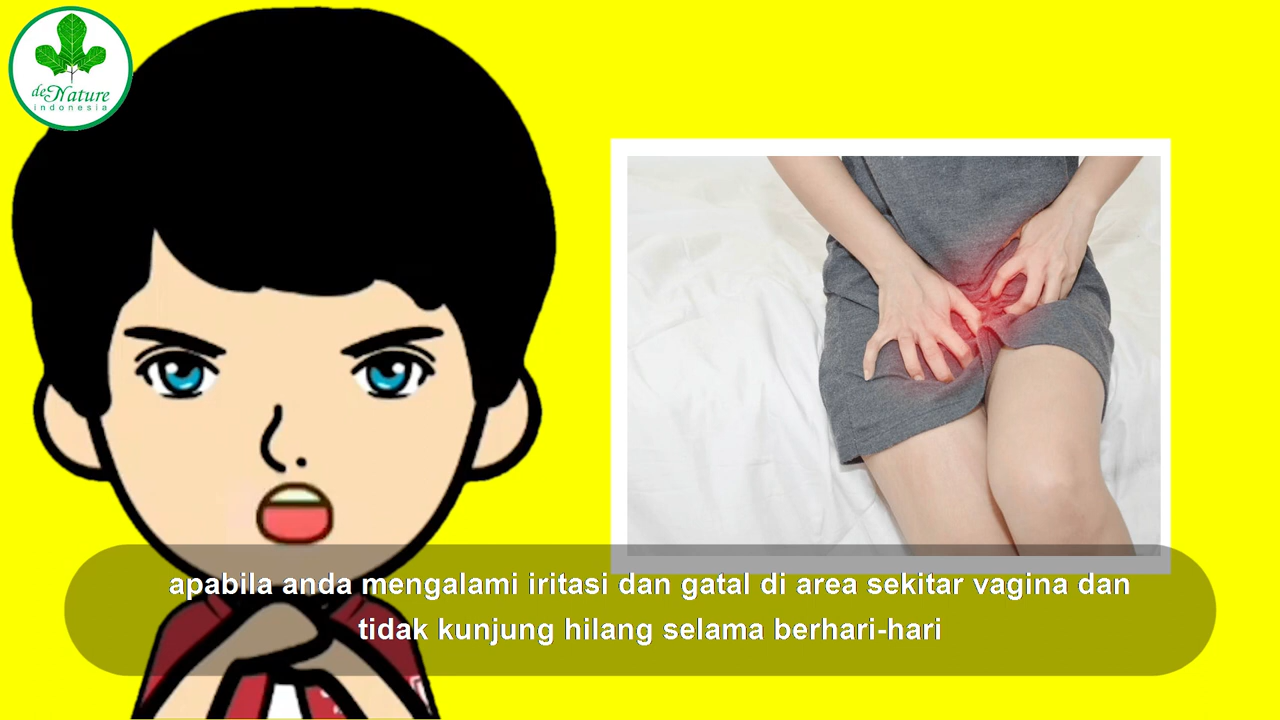 deNature
indonesia
apabila anda mengalami iritasi dan gatal di area sekitar vagina dan
tidak kunjung hilang selama berhari-hari